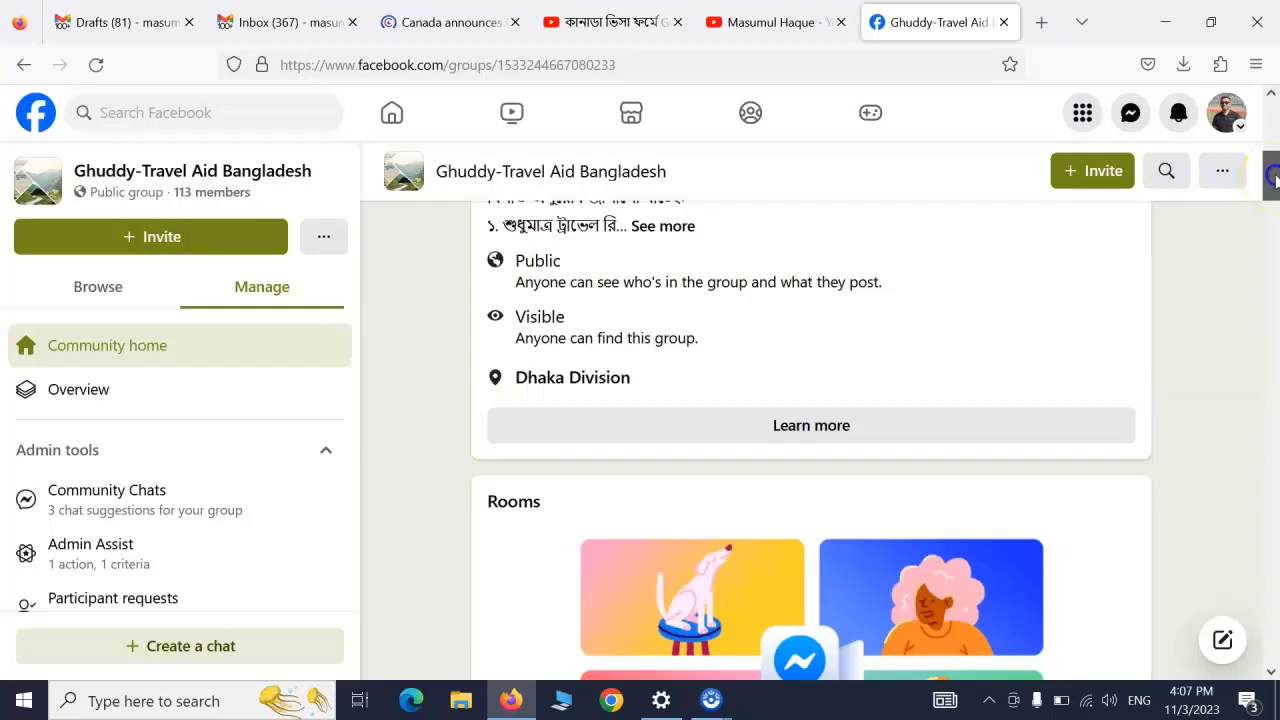 Drafts (81) - masum
Inbox (367) - masun
Canada announces
কানাডা ভিসা ফর্মে
Masumul Haque - Y
Ghuddy-Travel Aid
https://www.facebook.com/groups/1533244667080233
Search Facebook
Ghuddy-Travel Aid Bangladesh
Public group · 113 members
+ Invite
...
Browse
Manage
Community home
Overview
Admin tools
Community Chats
3 chat suggestions for your group
Admin Assist
1 action, 1 criteria
Participant requests
+ Create a chat
Ghuddy-Travel Aid Bangladesh
+ Invite
...
১. শুধুমাত্র ট্রাভেল রি... See more
Public
Anyone can see who's in the group and what they post.
Visible
Anyone can find this group.
Dhaka Division
Learn more
Rooms
Type here to search
ENG
4:07 PM
11/3/2023
3